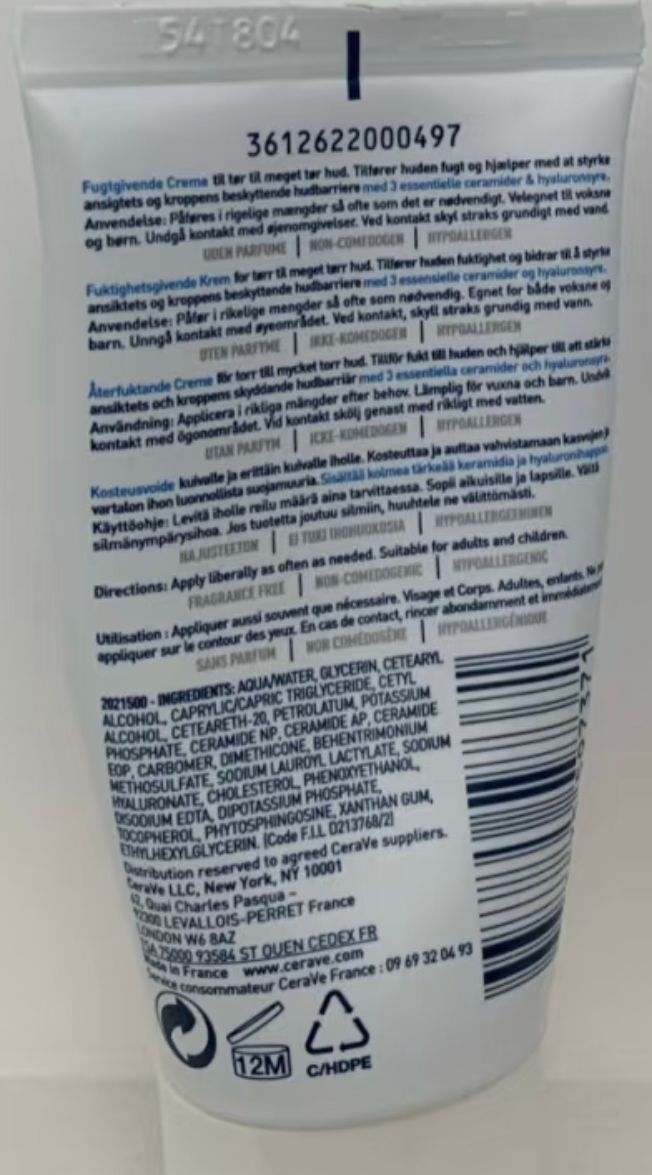 54T804
3612622000497
Fugtgivende Creme til tør til meget tør hud. Tilfører huden fugt og hjælper med at styrke
ansigtets og kroppens beskyttende hudbarriere med 3 essentielle ceramider & hyaluronsyre.
Anvendelse: Påføres i rigelige mængder så ofte som det er nødvendigt. Velegnet til voksne
og børn. Undgå kontakt med øjenomgivelser. Ved kontakt skyl straks grundigt med vand.
UDEN PARFUME | NON-COMEDOGEN | HYPOALLERGEN
Fuktighetsgivende Krem for tørr til meget tørr hud. Tilfører huden fuktighet og bidrar til å styrke
ansiktets og kroppens beskyttende hudbarriere med 3 essensielle ceramider og hyaluronsyre.
Anvendelse: Påfør i rikelige mengder så ofte som nødvendig. Egnet for både voksne og
barn. Unngå kontakt med øyeområdet. Ved kontakt, skyll straks grundig med vann.
UTEN PARFYME | IKKE-KOMEDOGEN | HYPOALLERGEN
Återfuktande Creme för torr till mycket torr hud. Tillför fukt till huden och hjälper till att stärka
ansiktets och kroppens skyddande hudbarriär med 3 essentiella ceramider och hyaluronsyra.
Användning: Applicera i rikliga mängder efter behov. Lämplig för vuxna och barn. Undvik
kontakt med ögonområdet. Vid kontakt skölj genast med rikligt med vatten.
UTAN PARFYM | ICKE-KOMEDOGEN | HYPOALLERGEN
Kosteusvoide kuivalle ja erittäin kuivalle iholle. Kosteuttaa ja auttaa vahvistamaan kasvojen ja
vartalon ihon luonnollista suojamuuria. Sisältää kolmea tärkeää keramidia ja hyaluronihappoa.
Käyttöohje: Levitä iholle reilu määrä aina tarvittaessa. Sopii aikuisille ja lapsille. Vältä
silmänympärysihoa. Jos tuotetta joutuu silmiin, huuhtele ne välittömästi.
HAJUSTEETON | EI TUKI IHOHUOKOSIA | HYPOALLERGEENINEN
Directions: Apply liberally as often as needed. Suitable for adults and children.
FRAGRANCE FREE | NON-COMEDOGENIC | HYPOALLERGENIC
Utilisation : Appliquer aussi souvent que nécessaire. Visage et Corps. Adultes, enfants. Ne pas
appliquer sur le contour des yeux. En cas de contact, rincer abondamment et immédiatement
SANS PARFUM | NON COMÉDOGÈNE | HYPOALLERGÉNIQUE
2021500 - INGREDIENTS: AQUA/WATER, GLYCERIN, CETEARYL
ALCOHOL, CAPRYLIC/CAPRIC TRIGLYCERIDE, CETYL
ALCOHOL, CETEARETH-20, PETROLATUM, POTASSIUM
PHOSPHATE, CERAMIDE NP, CERAMIDE AP, CERAMIDE
EOP, CARBOMER, DIMETHICONE, BEHENTRIMONIUM
METHOSULFATE, SODIUM LAUROYL LACTYLATE, SODIUM
HYALURONATE, CHOLESTEROL, PHENOXYETHANOL,
DISODIUM EDTA, DIPOTASSIUM PHOSPHATE,
TOCOPHEROL, PHYTOSPHINGOSINE, XANTHAN GUM,
ETHYLHEXYLGLYCERIN. (Code F.I.L D213768/2)
Distribution reserved to agreed CeraVe suppliers.
CeraVe LLC, New York, NY 10001
62, Quai Charles Pasqua -
92300 LEVALLOIS-PERRET France
LONDON W6 8AZ
75000 93584 ST OUEN CEDEX FR
Made in France www.cerave.com
Service consommateur CeraVe France : 09 69 32 04 93
12M
C/HDPE